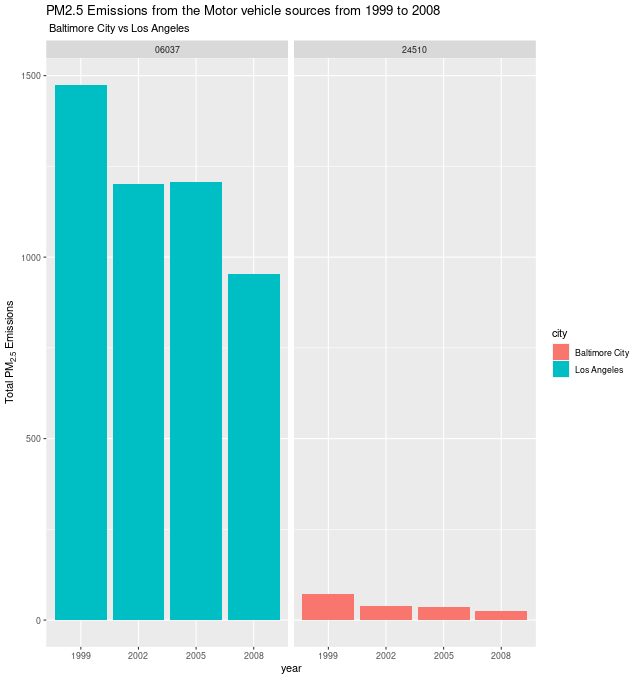 PM2.5 Emissions from the Motor vehicle sources from 1999 to 2008
Baltimore City vs Los Angeles
06037
24510
1500
1000
500
0
Total PM2.5 Emissions
1999 2002 2005 2008
1999 2002 2005 2008
year
city
Baltimore City
Los Angeles